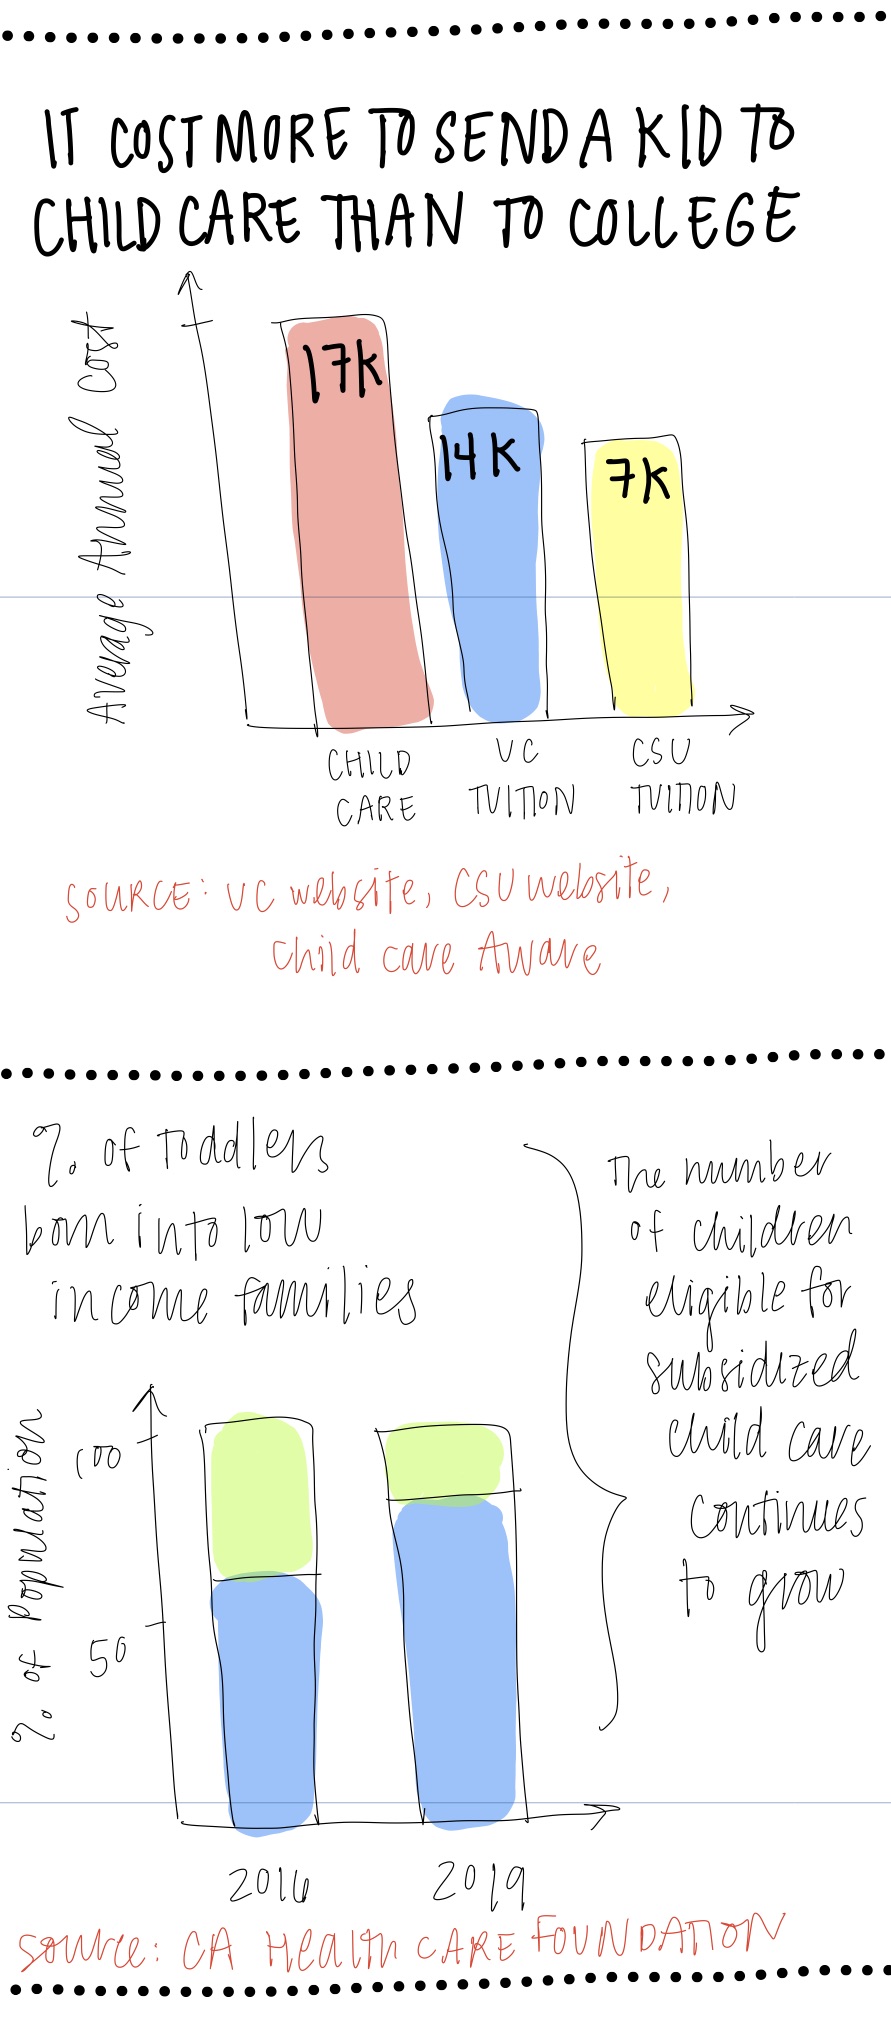 IT COST MORE TO SEND A KID TO
CHILD CARE THAN TO COLLEGE
Average Annual Cost
17K
14K
7K
CHILD
CARE
UC
TUITION
CSU
TUITION
SOURCE: UC website, CSU website,
Child care Aware
% of Toddlers
born into low
income families
The number
of children
eligible for
subsidized
child care
continues
to grow
% of Population
100
50
2016
2019
Source: CA Health CARE FOUNDATION